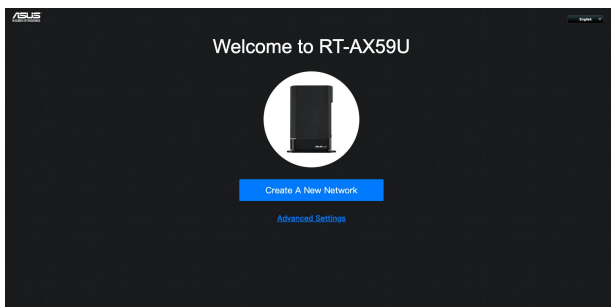 ASUS
English
Welcome to RT-AX59U
Create A New Network
Advanced Settings